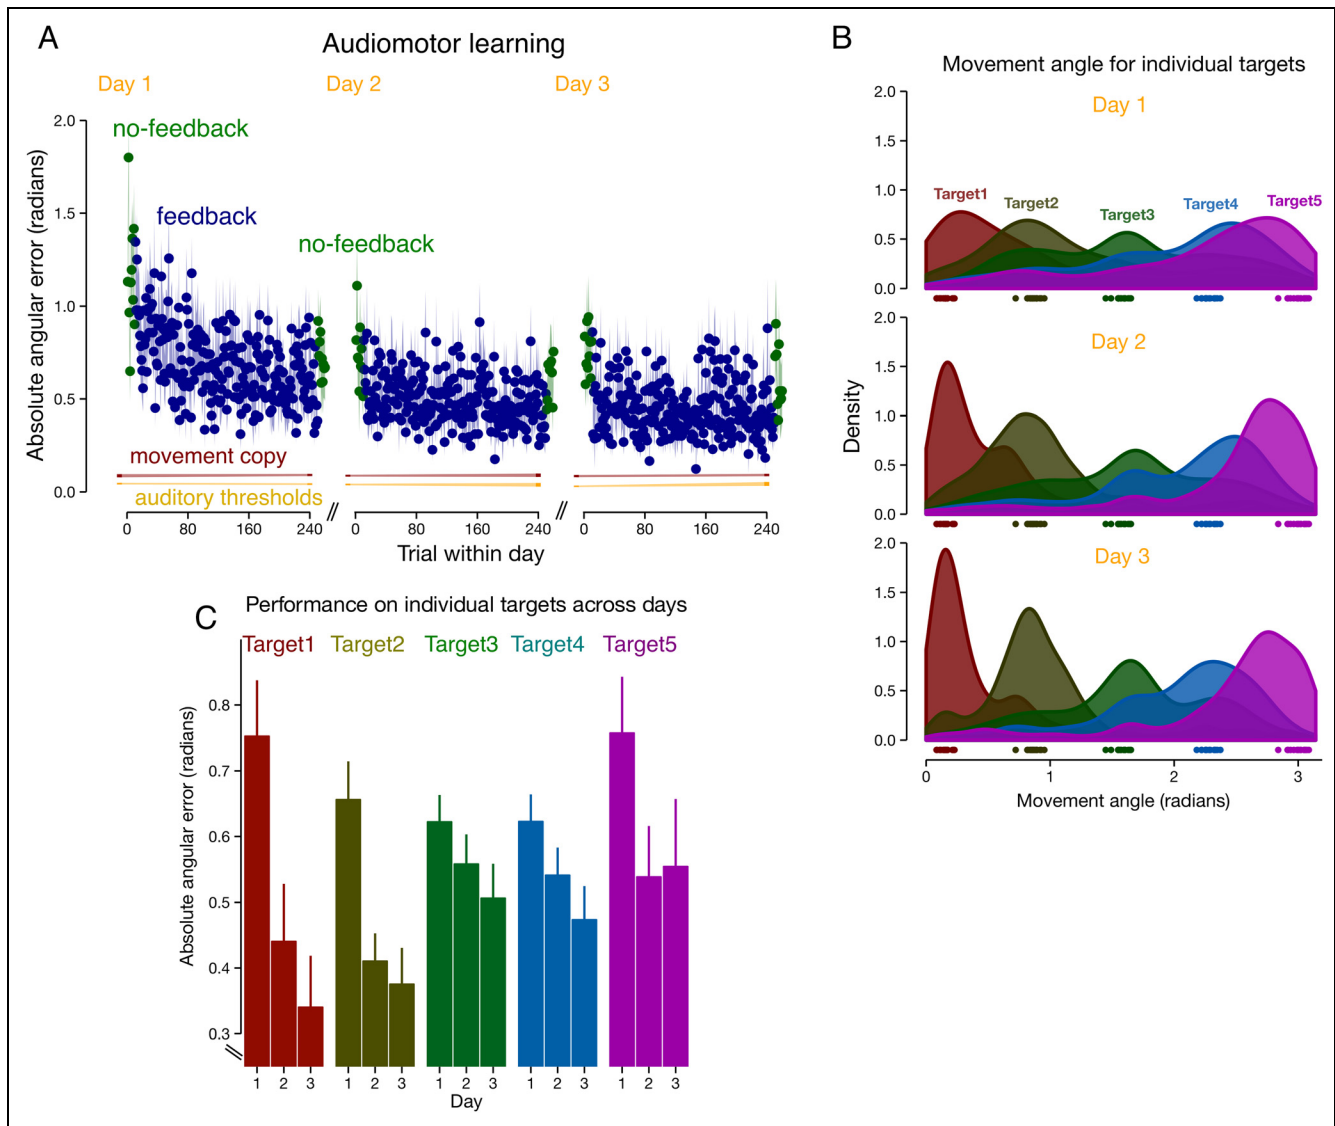 A
Audiomotor learning
Day 1
Day 2
Day 3
no-feedback
feedback
no-feedback
movement copy
auditory thresholds
Absolute angular error (radians)
2.0
1.5
1.0
0.5
0.0
0 80 160 240
0 80 160 240
0 80 160 240
Trial within day
B
Movement angle for individual targets
Day 1
2.0
1.5
1.0
0.5
0.0
Target1
Target2
Target3
Target4
Target5
Day 2
2.0
1.5
1.0
0.5
0.0
Density
Day 3
2.0
1.5
1.0
0.5
0.0
0 1 2 3
Movement angle (radians)
C
Performance on individual targets across days
Target1 Target2 Target3 Target4 Target5
Absolute angular error (radians)
0.8
0.7
0.6
0.5
0.4
0.3
1 2 3 1 2 3 1 2 3 1 2 3 1 2 3
Day